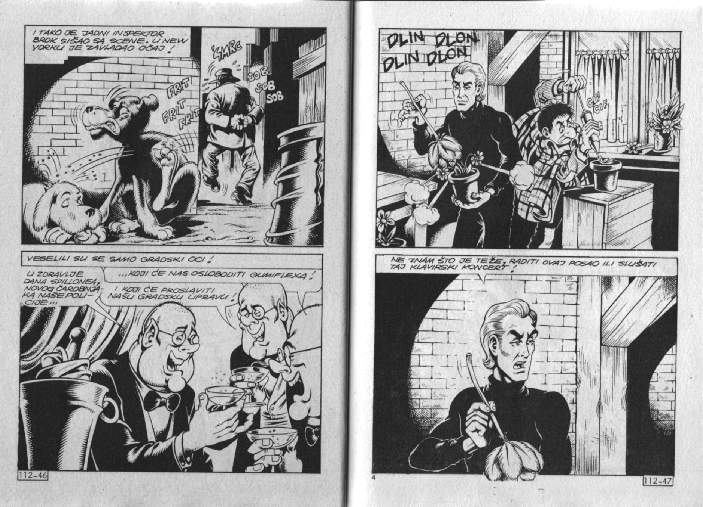 I TAKO JE JADNI INSPEKTOR
BROK SIŠAO SA SCENE. U NEW
YORKU JE ZAVLADAO OČAJ!
ŠMRC
SOB
SOB
FRIT
FRIT
VESELILI SU SE SAMO GRADSKI OCI!
U ZDRAVLJE
DANA SPILLONEA,
NOVOG ČAROBNJA-
KA NAŠE POLI-
CIJE...
...KOJI ĆE NAS OSLOBODITI GUMIFLEXA!
I KOJI ĆE PROSLAVITI
NAŠU GRADSKU UPRAVU!
112-46
DLIN DLON
DLIN DLON
NE ZNAM ŠTO JE TEŽE, RADITI OVAJ POSAO ILI SLUŠATI
TAJ KLAVIRSKI KONCERT!
4
112-47